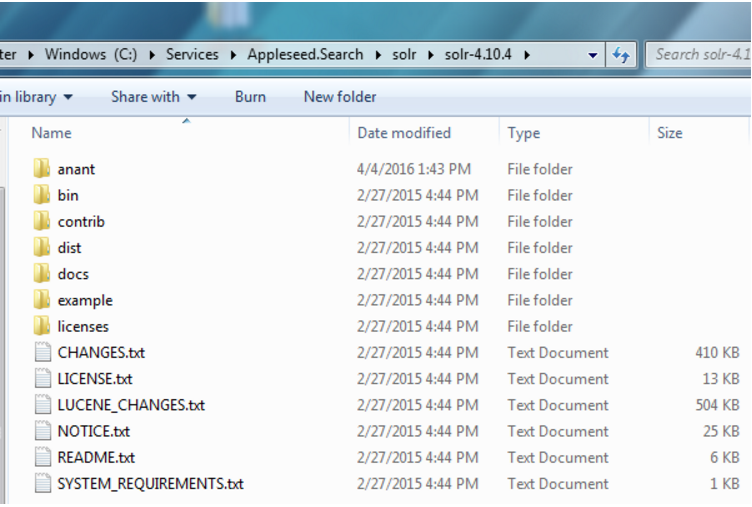 ter ▸ Windows (C:) ▸ Services ▸ Appleseed.Search ▸ solr ▸ solr-4.10.4 ▸ Search solr-4.1
in library Share with Burn New folder
Name Date modified Type Size
anant 4/4/2016 1:43 PM File folder
bin 2/27/2015 4:44 PM File folder
contrib 2/27/2015 4:44 PM File folder
dist 2/27/2015 4:44 PM File folder
docs 2/27/2015 4:44 PM File folder
example 2/27/2015 4:44 PM File folder
licenses 2/27/2015 4:44 PM File folder
CHANGES.txt 2/27/2015 4:44 PM Text Document 410 KB
LICENSE.txt 2/27/2015 4:44 PM Text Document 13 KB
LUCENE_CHANGES.txt 2/27/2015 4:44 PM Text Document 504 KB
NOTICE.txt 2/27/2015 4:44 PM Text Document 25 KB
README.txt 2/27/2015 4:44 PM Text Document 6 KB
SYSTEM_REQUIREMENTS.txt 2/27/2015 4:44 PM Text Document 1 KB